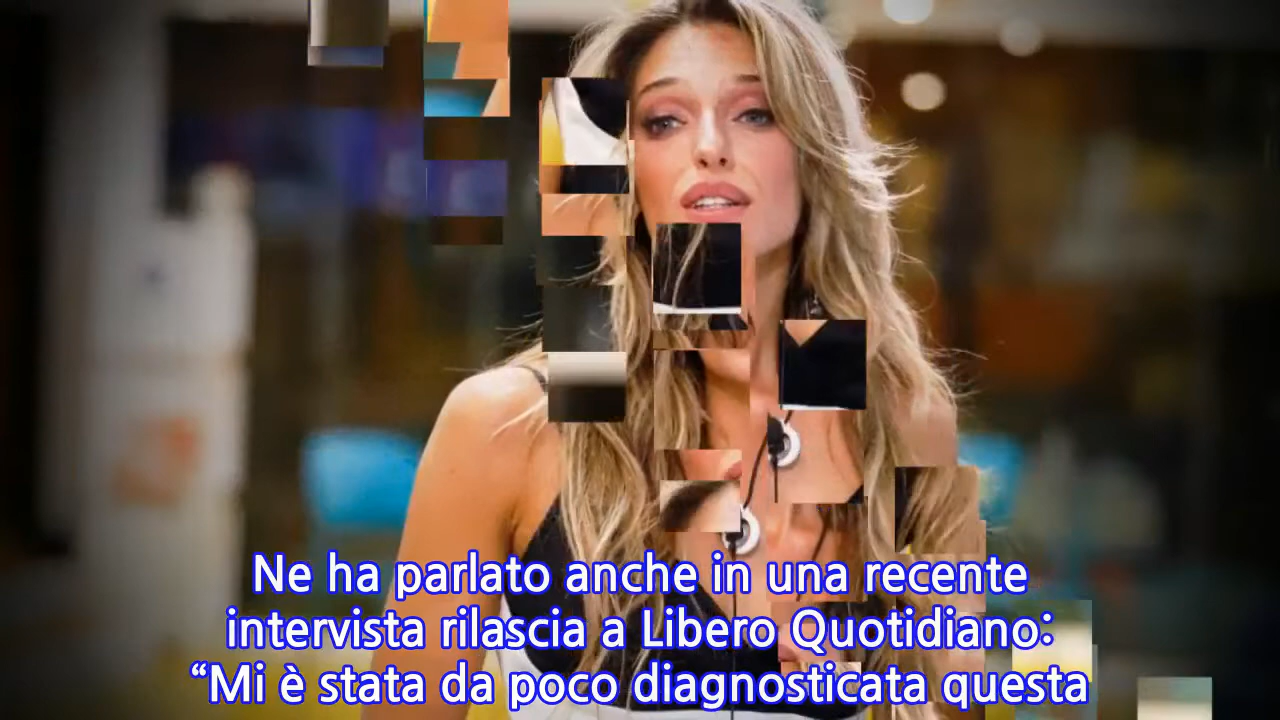 Ne ha parlato anche in una recente
intervista rilascia a Libero Quotidiano:
“Mi è stata da poco diagnosticata questa